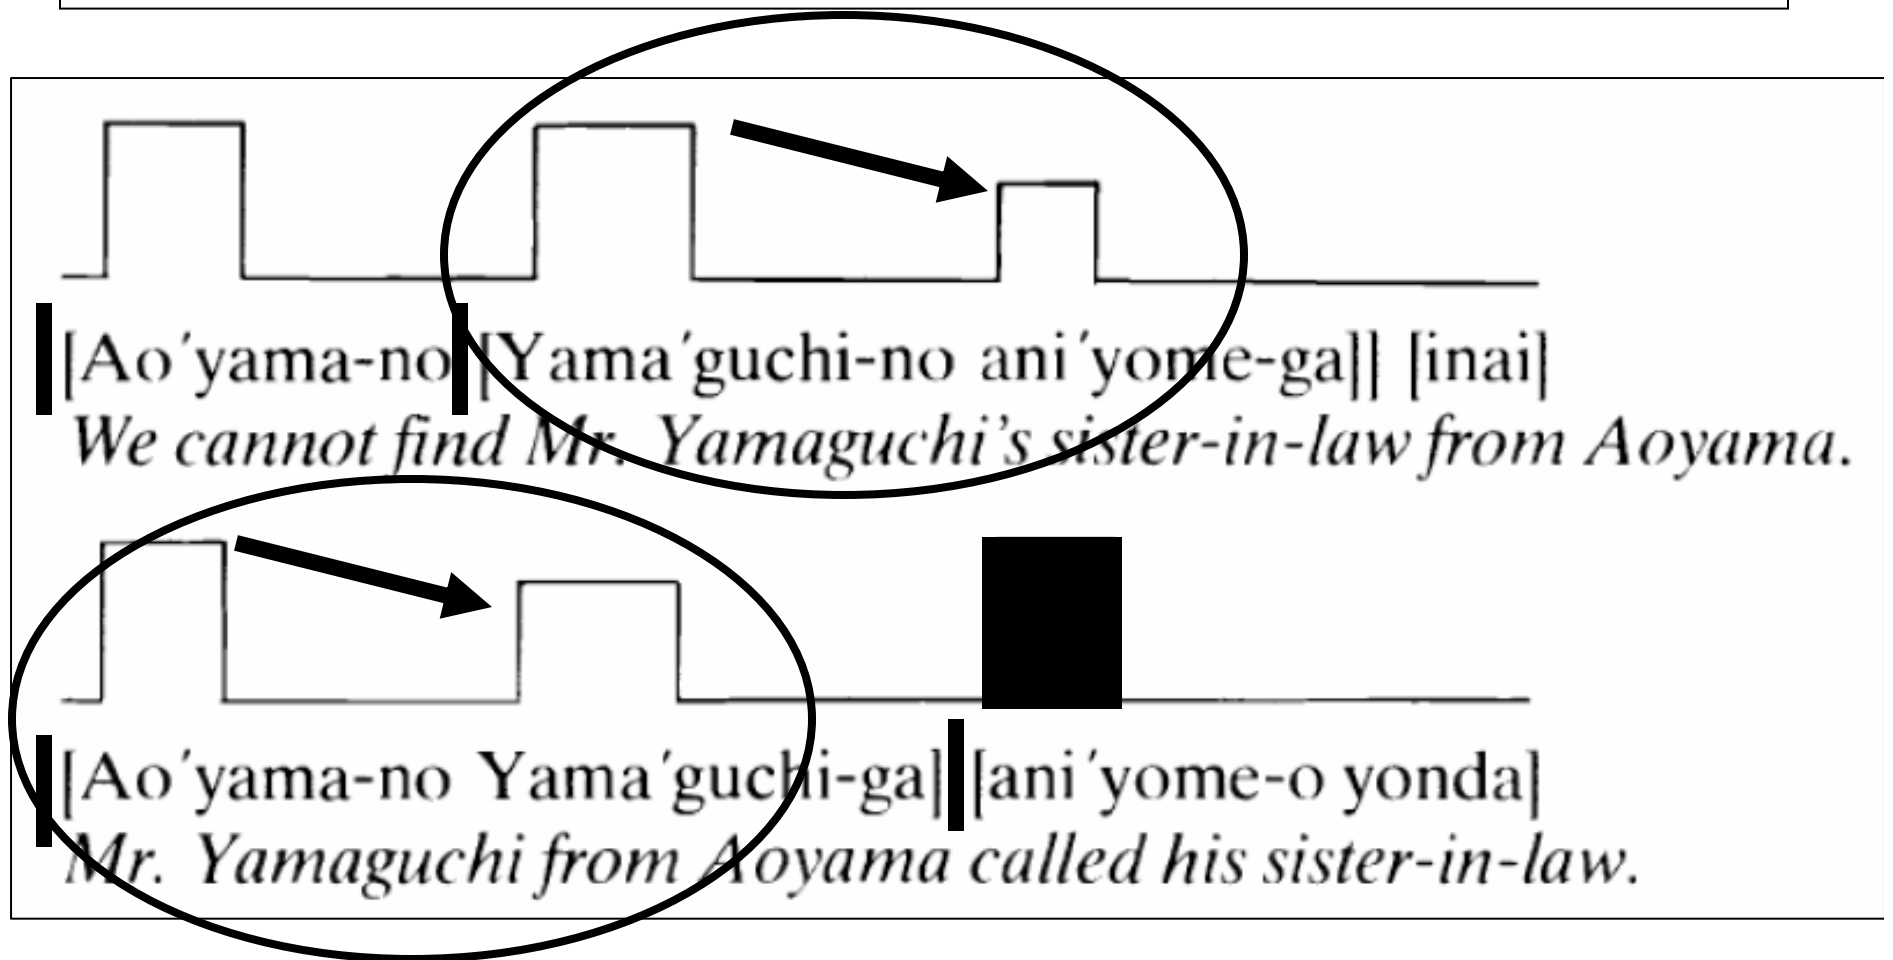 [Ao′yama-no [Yama′guchi-no ani′yome-ga]] [inai]
We cannot find Mr. Yamaguchi's sister-in-law from Aoyama.
[Ao′yama-no Yama′guchi-ga] [ani′yome-o yonda]
Mr. Yamaguchi from Aoyama called his sister-in-law.